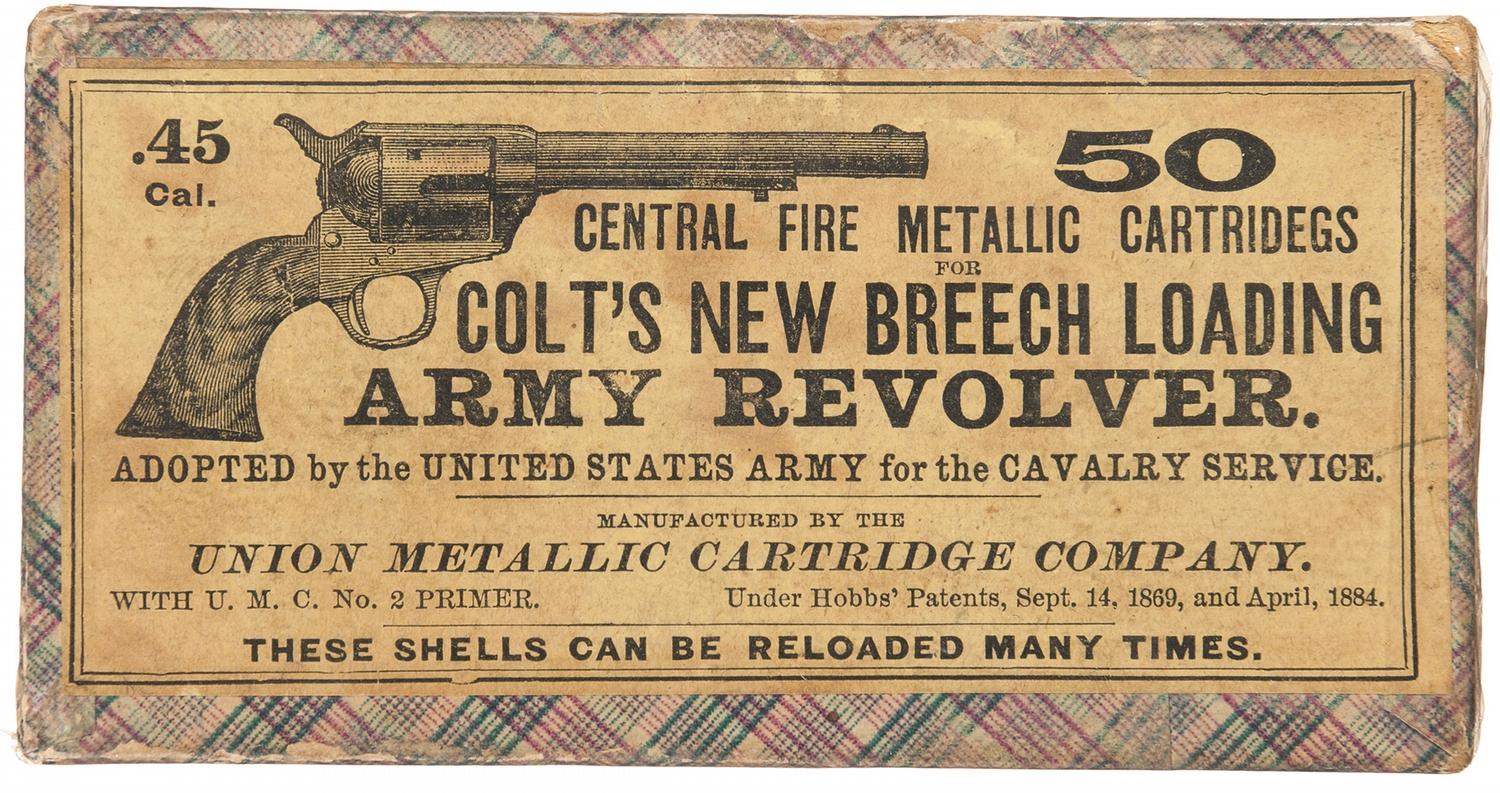 .45
Cal.
50
CENTRAL FIRE METALLIC CARTRIDEGS
FOR
COLT'S NEW BREECH LOADING
ARMY REVOLVER.
ADOPTED by the UNITED STATES ARMY for the CAVALRY SERVICE.
MANUFACTURED BY THE
UNION METALLIC CARTRIDGE COMPANY.
WITH U. M. C. No. 2 PRIMER.
Under Hobbs' Patents, Sept. 14, 1869, and April, 1884.
THESE SHELLS CAN BE RELOADED MANY TIMES.